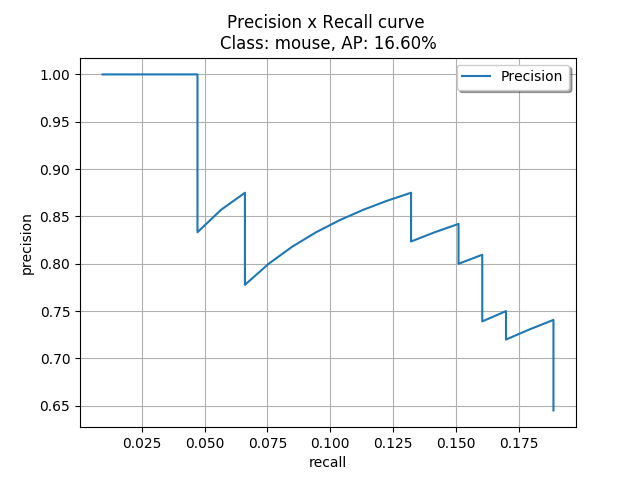 Precision x Recall curve
Class: mouse, AP: 16.60%
Precision
1.00
0.95
0.90
0.85
0.80
0.75
0.70
0.65
precision
0.025 0.050 0.075 0.100 0.125 0.150 0.175
recall